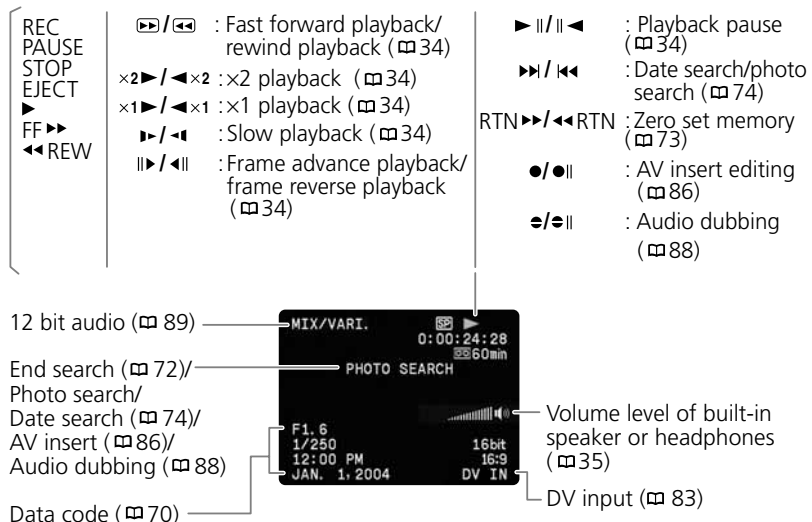 REC
PAUSE
STOP
EJECT
►
FF ►►
◄◄ REW
►►/◄◄ : Fast forward playback/
rewind playback ( 34)
×2►/◄×2 : ×2 playback ( 34)
×1►/◄×1 : ×1 playback ( 34)
: Slow playback ( 34)
: Frame advance playback/
frame reverse playback
( 34)
►||/||◄ : Playback pause
( 34)
►►|/|◄◄ : Date search/photo
search ( 74)
RTN►►/◄◄RTN : Zero set memory
( 73)
●/●|| : AV insert editing
( 86)
: Audio dubbing
( 88)
12 bit audio ( 89)
End search ( 72)/
Photo search/
Date search ( 74)/
AV insert ( 86)/
Audio dubbing ( 88)
Data code ( 70)
MIX/VARI.
SP ►
0:00:24:28
60min
PHOTO SEARCH
F1.6
1/250
12:00 PM
JAN. 1,2004
16bit
16:9
DV IN
Volume level of built-in
speaker or headphones
( 35)
DV input ( 83)